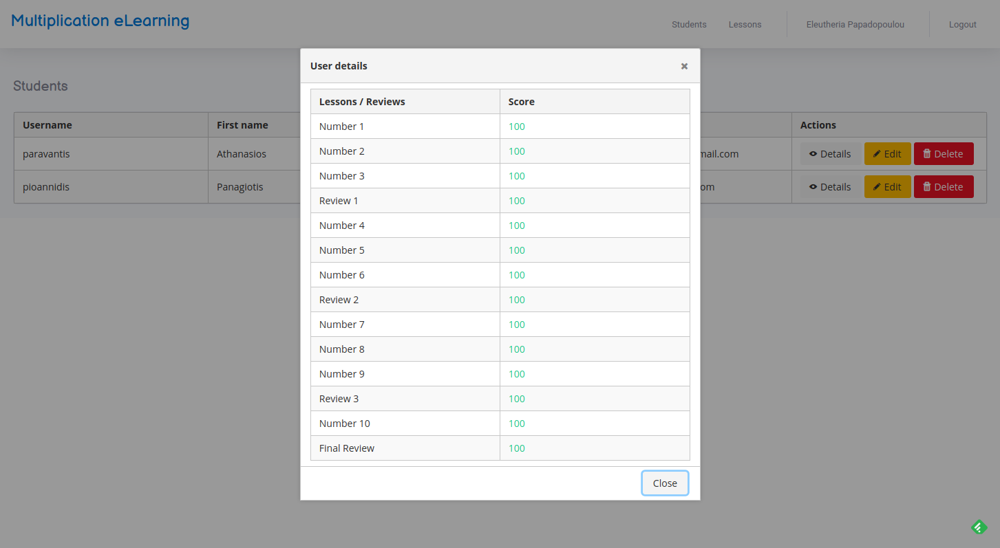 Multiplication eLearning
Students Lessons Eleutheria Papadopoulou Logout
Students
Username First name Actions
paravantis Athanasios mail.com Details Edit Delete
pioannidis Panagiotis om Details Edit Delete
User details
Lessons / Reviews Score
Number 1 100
Number 2 100
Number 3 100
Review 1 100
Number 4 100
Number 5 100
Number 6 100
Review 2 100
Number 7 100
Number 8 100
Number 9 100
Review 3 100
Number 10 100
Final Review 100
Close